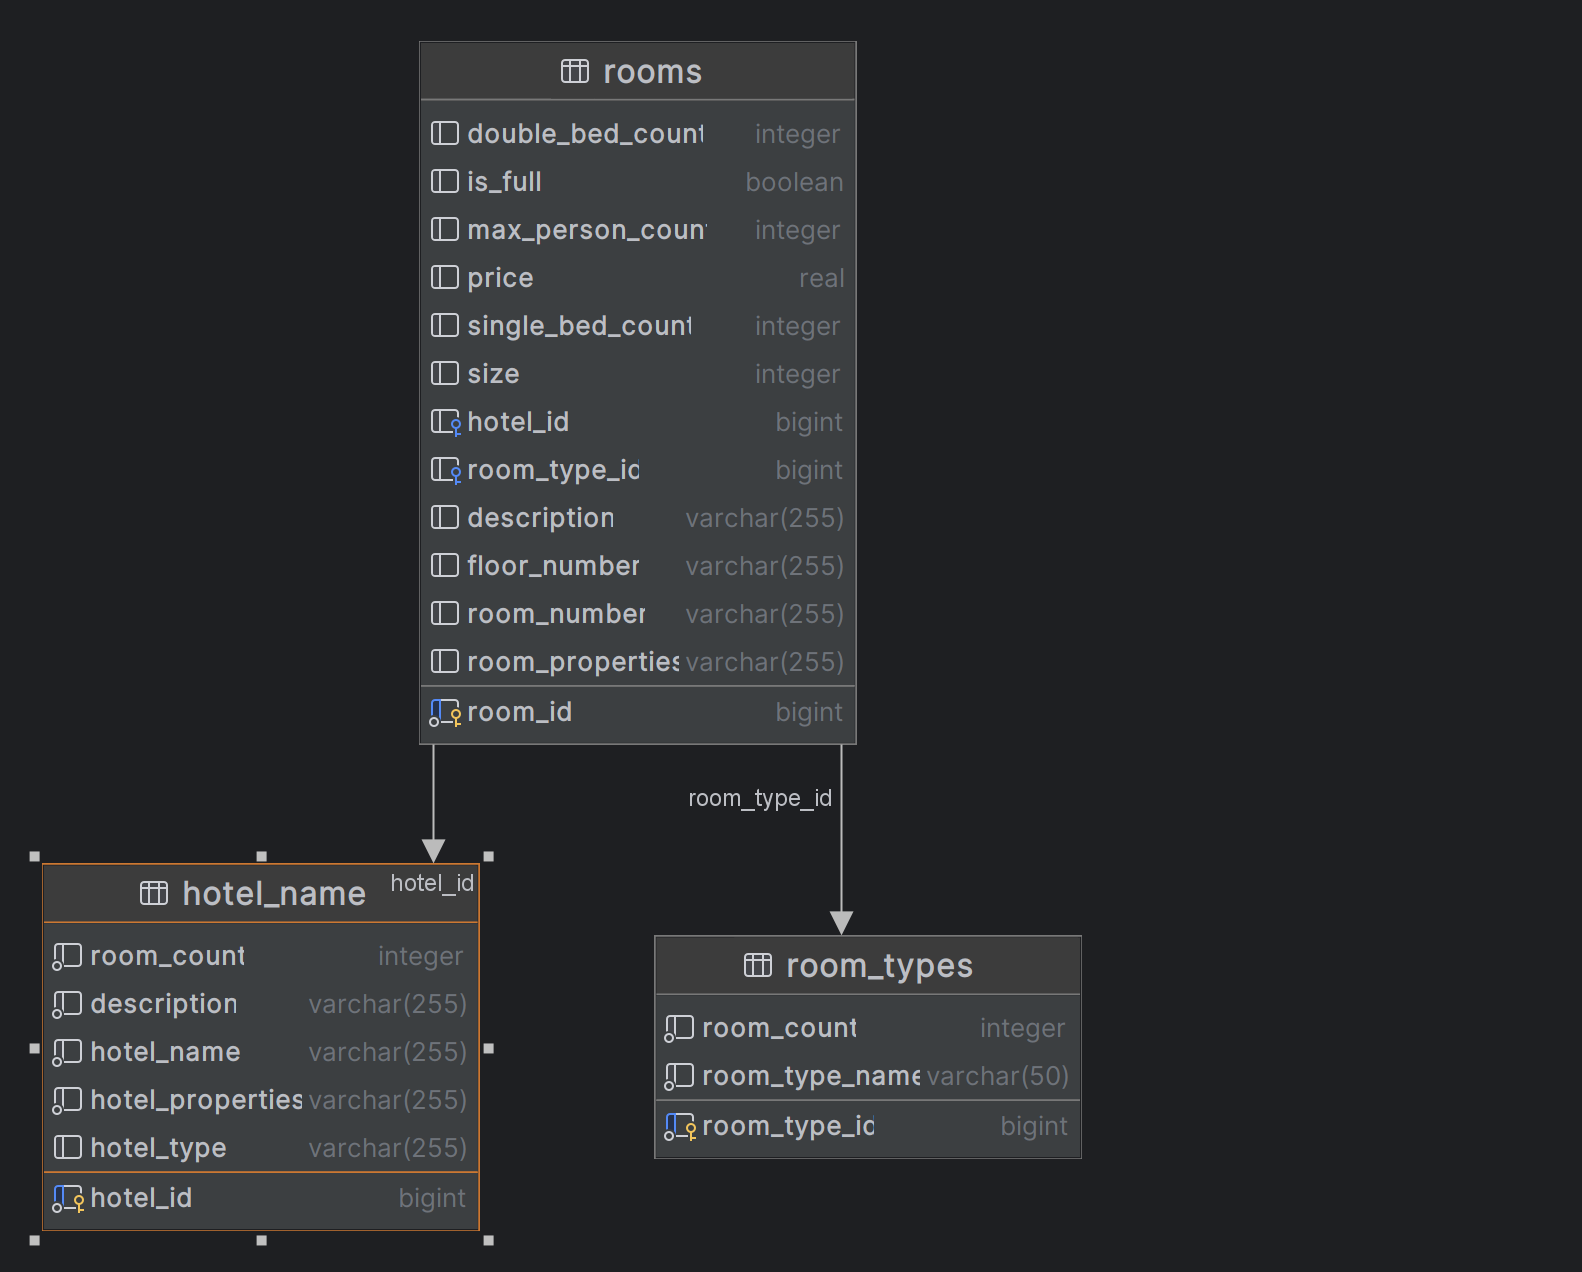 rooms
double_bed_count integer
is_full boolean
max_person_count integer
price real
single_bed_count integer
size integer
hotel_id bigint
room_type_id bigint
description varchar(255)
floor_number varchar(255)
room_number varchar(255)
room_properties varchar(255)
room_id bigint
room_type_id
hotel_name hotel_id
room_count integer
description varchar(255)
hotel_name varchar(255)
hotel_properties varchar(255)
hotel_type varchar(255)
hotel_id bigint
room_types
room_count integer
room_type_name varchar(50)
room_type_id bigint